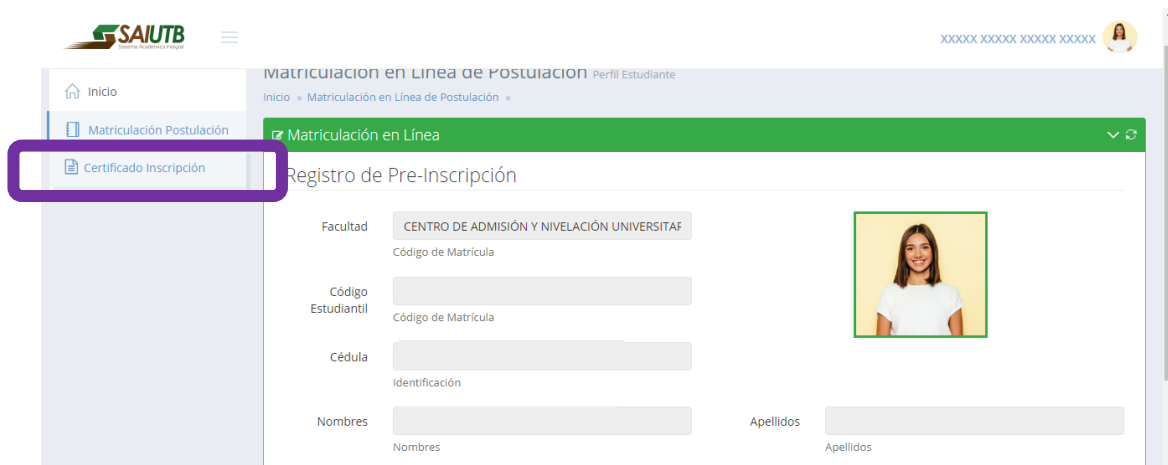 SAIUTB
Sistema Académico Integral
XXXXX XXXXX XXXXX XXXXX
Inicio
Matriculación Postulación
Certificado Inscripción
Matriculación en Línea de Postulación Perfil Estudiante
Inicio Matriculación en Línea de Postulación
Matriculación en Línea
Registro de Pre-Inscripción
Facultad
CENTRO DE ADMISIÓN Y NIVELACIÓN UNIVERSITAR
Código de Matrícula
Código
Estudiantil
Código de Matrícula
Cédula
Identificación
Nombres
Nombres
Apellidos
Apellidos